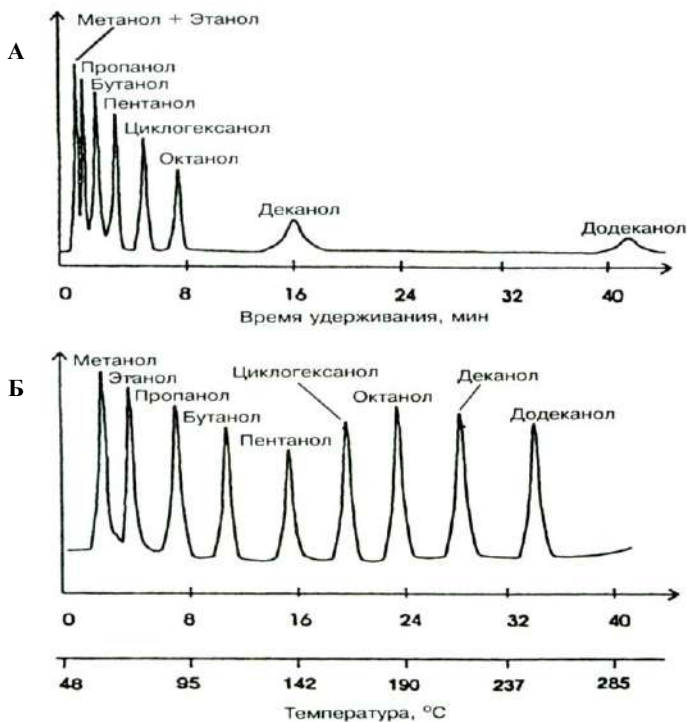 Метанол + Этанол
А
Пропанол
Бутанол
Пентанол
Циклогексанол
Октанол
Деканол
Додеканол
0 8 16 24 32 40
Время удерживания, мин
Б
Метанол
Этанол
Пропанол
Бутанол
Пентанол
Циклогексанол
Октанол
Деканол
Додеканол
0 8 16 24 32 40
48 95 142 190 237 285
Температура, °С